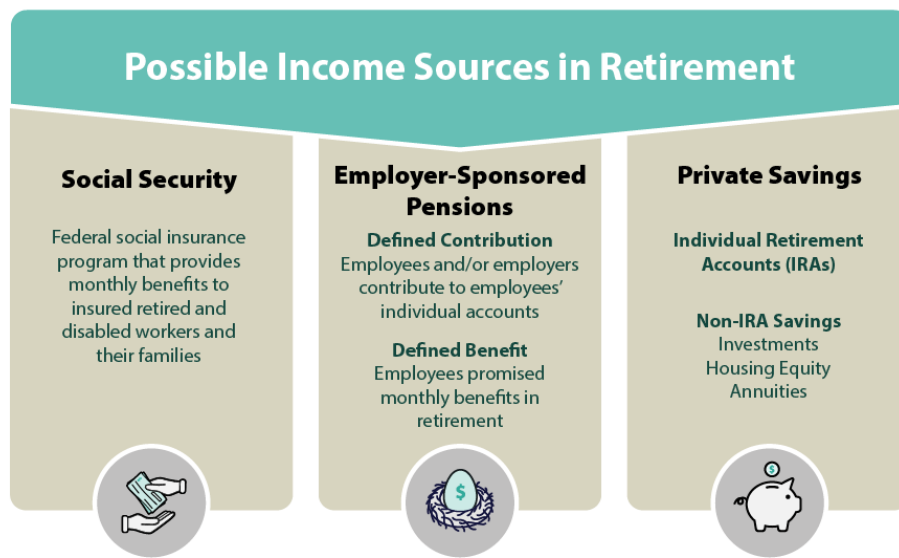 Possible Income Sources in Retirement
Social Security
Federal social insurance
program that provides
monthly benefits to
insured retired and
disabled workers and
their families
Employer-Sponsored
Pensions
Defined Contribution
Employees and/or employers
contribute to employees’
individual accounts
Defined Benefit
Employees promised
monthly benefits in
retirement
Private Savings
Individual Retirement
Accounts (IRAs)
Non-IRA Savings
Investments
Housing Equity
Annuities
$
$